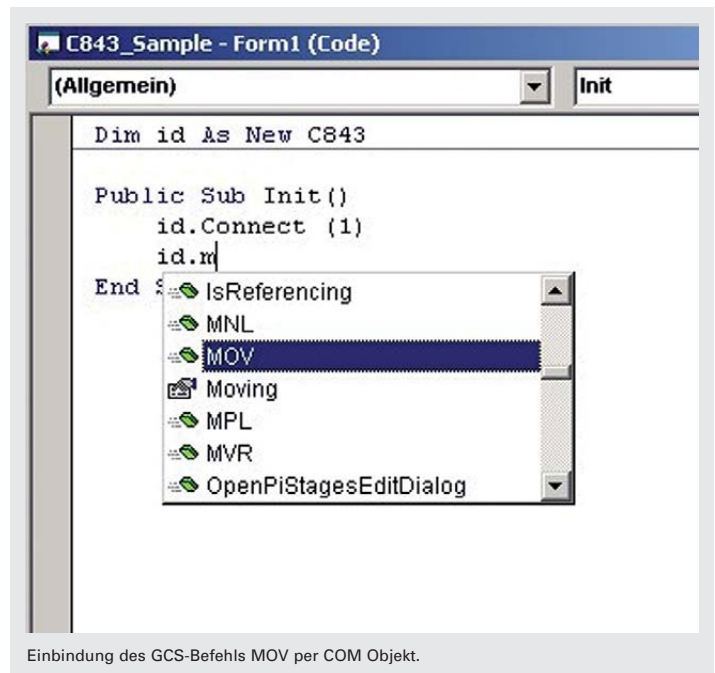 C843_Sample - Form1 (Code)
(Allgemein) Init
Dim id As New C843
Public Sub Init()
id.Connect (1)
id.m
End S
IsReferencing
MNL
MOV
Moving
MPL
MVR
OpenPiStagesEditDialog
Einbindung des GCS-Befehls MOV per COM Objekt.